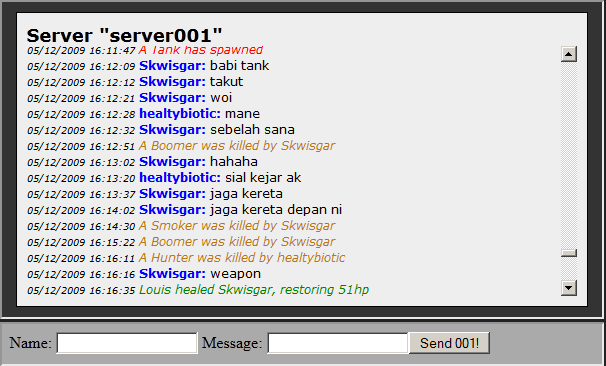 Server "server001"
05/12/2009 16:11:47 A Tank has spawned
05/12/2009 16:12:09 Skwisgar: babi tank
05/12/2009 16:12:12 Skwisgar: takut
05/12/2009 16:12:21 Skwisgar: woi
05/12/2009 16:12:28 healtybiotic: mane
05/12/2009 16:12:32 Skwisgar: sebelah sana
05/12/2009 16:12:51 A Boomer was killed by Skwisgar
05/12/2009 16:13:02 Skwisgar: hahaha
05/12/2009 16:13:20 healtybiotic: sial kejar ak
05/12/2009 16:13:37 Skwisgar: jaga kereta
05/12/2009 16:14:02 Skwisgar: jaga kereta depan ni
05/12/2009 16:14:30 A Smoker was killed by Skwisgar
05/12/2009 16:15:22 A Boomer was killed by Skwisgar
05/12/2009 16:16:11 A Hunter was killed by healtybiotic
05/12/2009 16:16:16 Skwisgar: weapon
05/12/2009 16:16:35 Louis healed Skwisgar, restoring 51hp
Name: Message: Send 001!